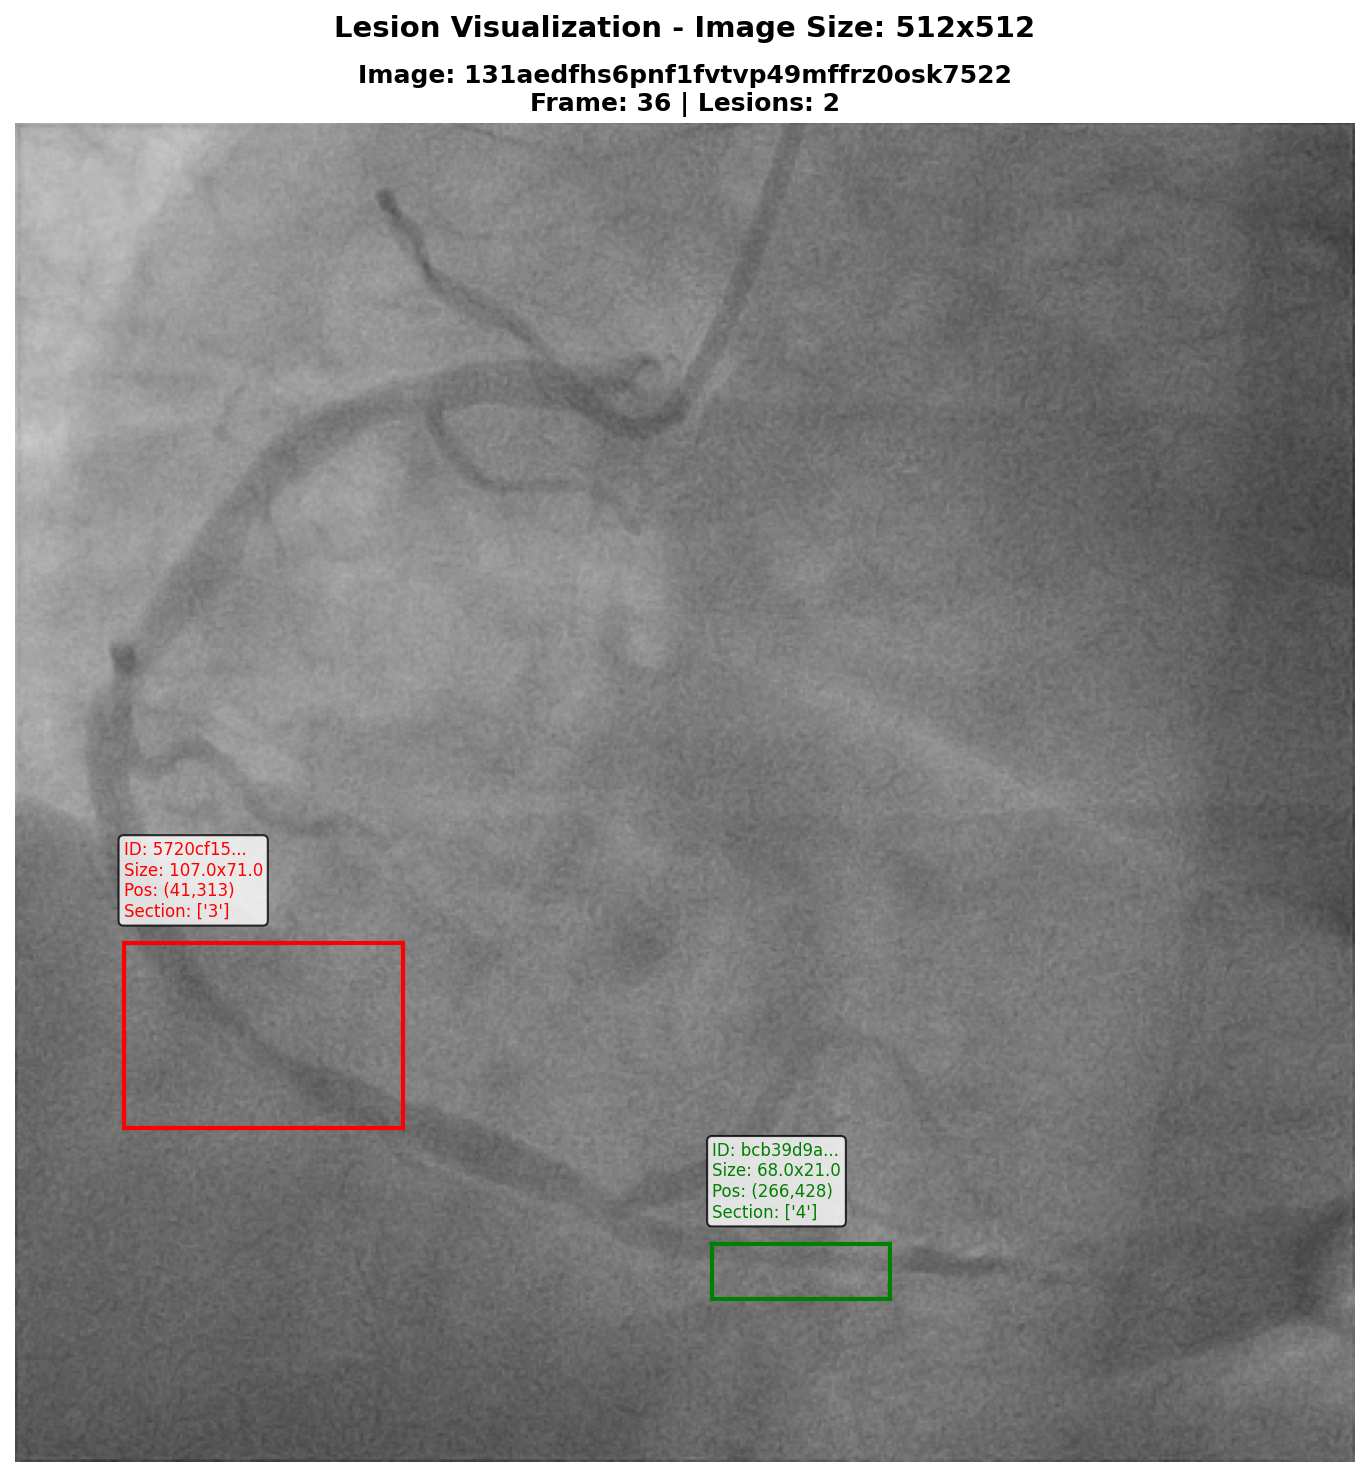 Lesion Visualization - Image Size: 512x512
Image: 131aedfhs6pnf1fvtvp49mffrz0osk7522
Frame: 36 | Lesions: 2
ID: 5720cf15...
Size: 107.0x71.0
Pos: (41,313)
Section: ['3']
ID: bcb39d9a...
Size: 68.0x21.0
Pos: (266,428)
Section: ['4']